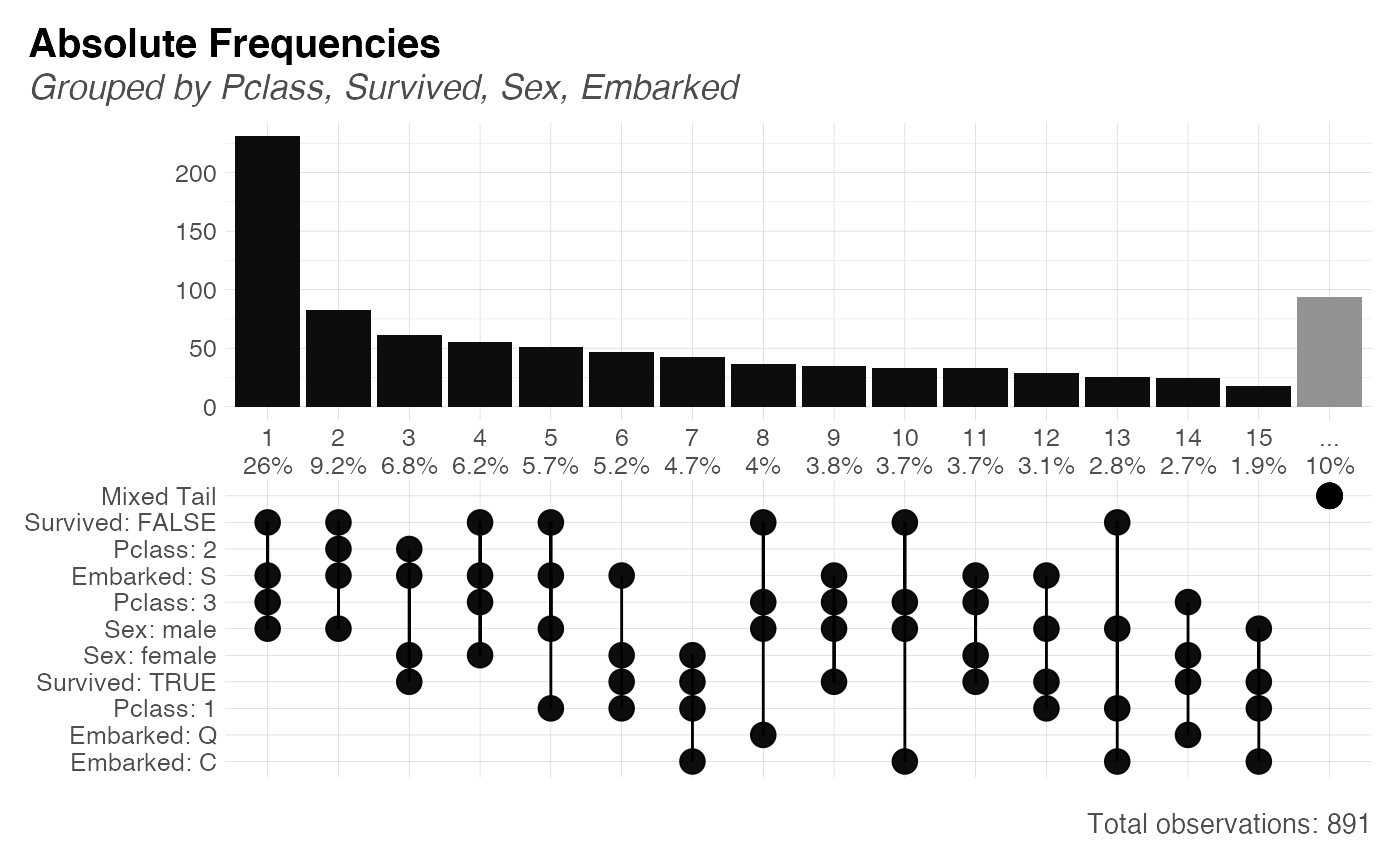 Absolute Frequencies
Grouped by Pclass, Survived, Sex, Embarked
200
150
100
50
0
1 2 3 4 5 6 7 8 9 10 11 12 13 14 15 ...
26% 9.2% 6.8% 6.2% 5.7% 5.2% 4.7% 4% 3.8% 3.7% 3.7% 3.1% 2.8% 2.7% 1.9% 10%
Mixed Tail
Survived: FALSE
Pclass: 2
Embarked: S
Pclass: 3
Sex: male
Sex: female
Survived: TRUE
Pclass: 1
Embarked: Q
Embarked: C
Total observations: 891